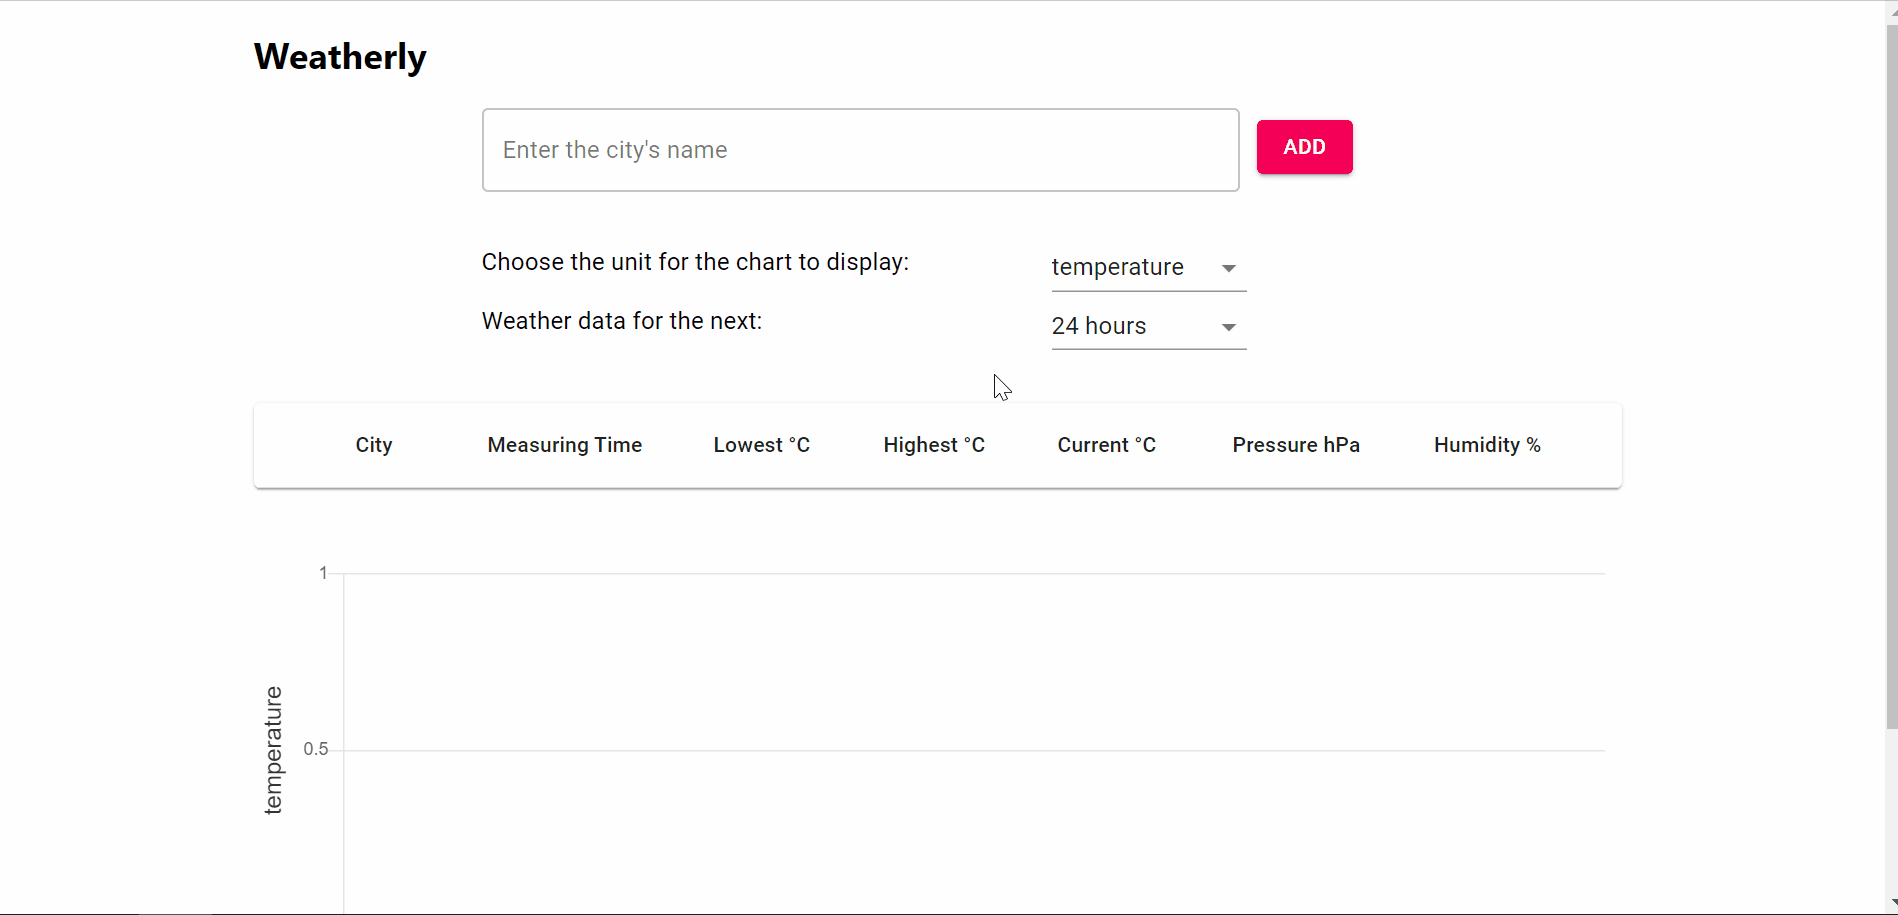 Weatherly
Enter the city's name
ADD
Choose the unit for the chart to display:
temperature
Weather data for the next:
24 hours
City Measuring Time Lowest °C Highest °C Current °C Pressure hPa Humidity %
1
0.5
temperature